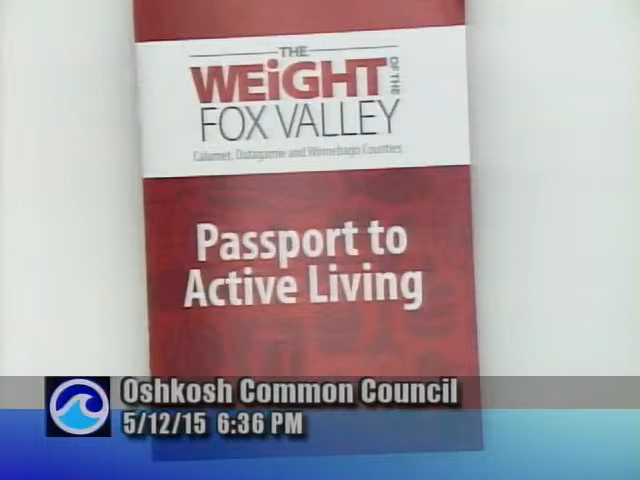 THE
WEiGHT OF THE
FOX VALLEY
Calumet, Outagamie and Winnebago Counties
Passport to
Active Living
Oshkosh Common Council
5/12/15 6:36 PM